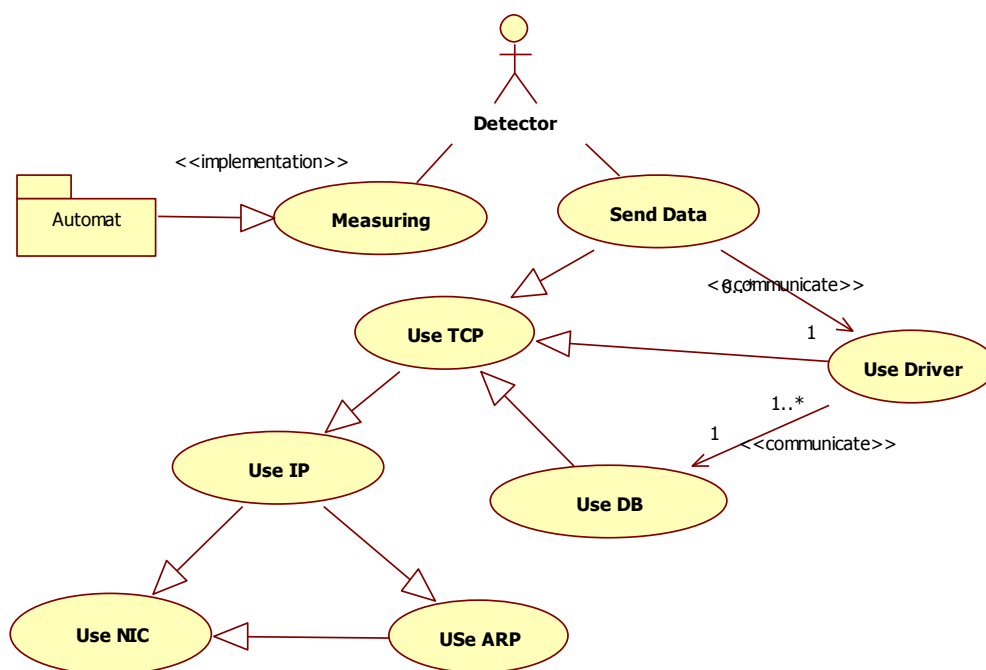 Detector
<<implementation>>
Automat
Measuring
Send Data
<<communicate>>
0..*
Use TCP
1
Use Driver
1..*
1
<<communicate>>
Use IP
Use DB
Use NIC
USe ARP